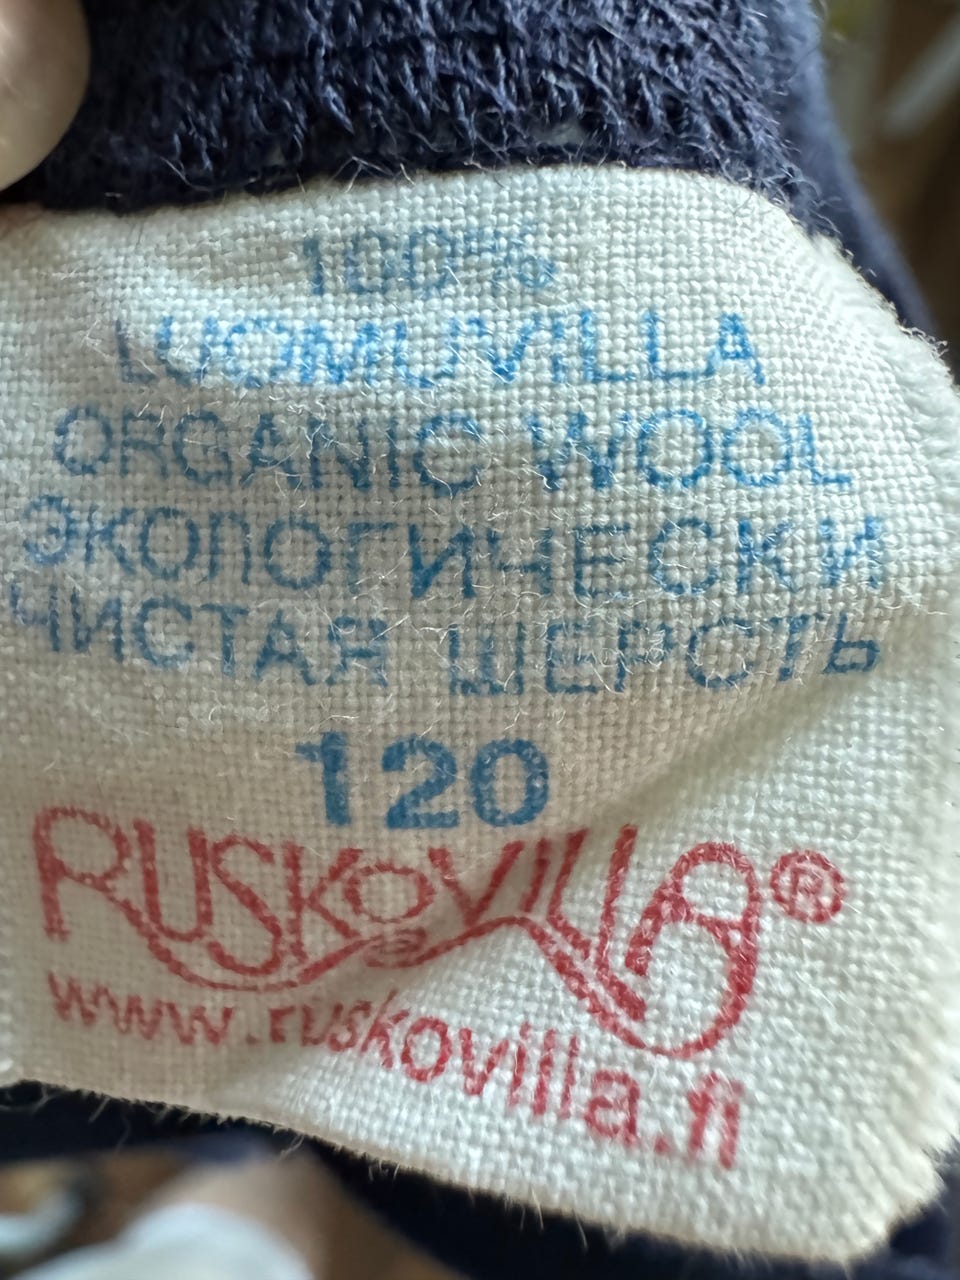 100%
LUOMUVILLA
ORGANIC WOOL
ЭКОЛОГИЧЕСКИ
ЧИСТАЯ ШЕРСТЬ
120
RUSKOVILLA®
www.ruskovilla.fi